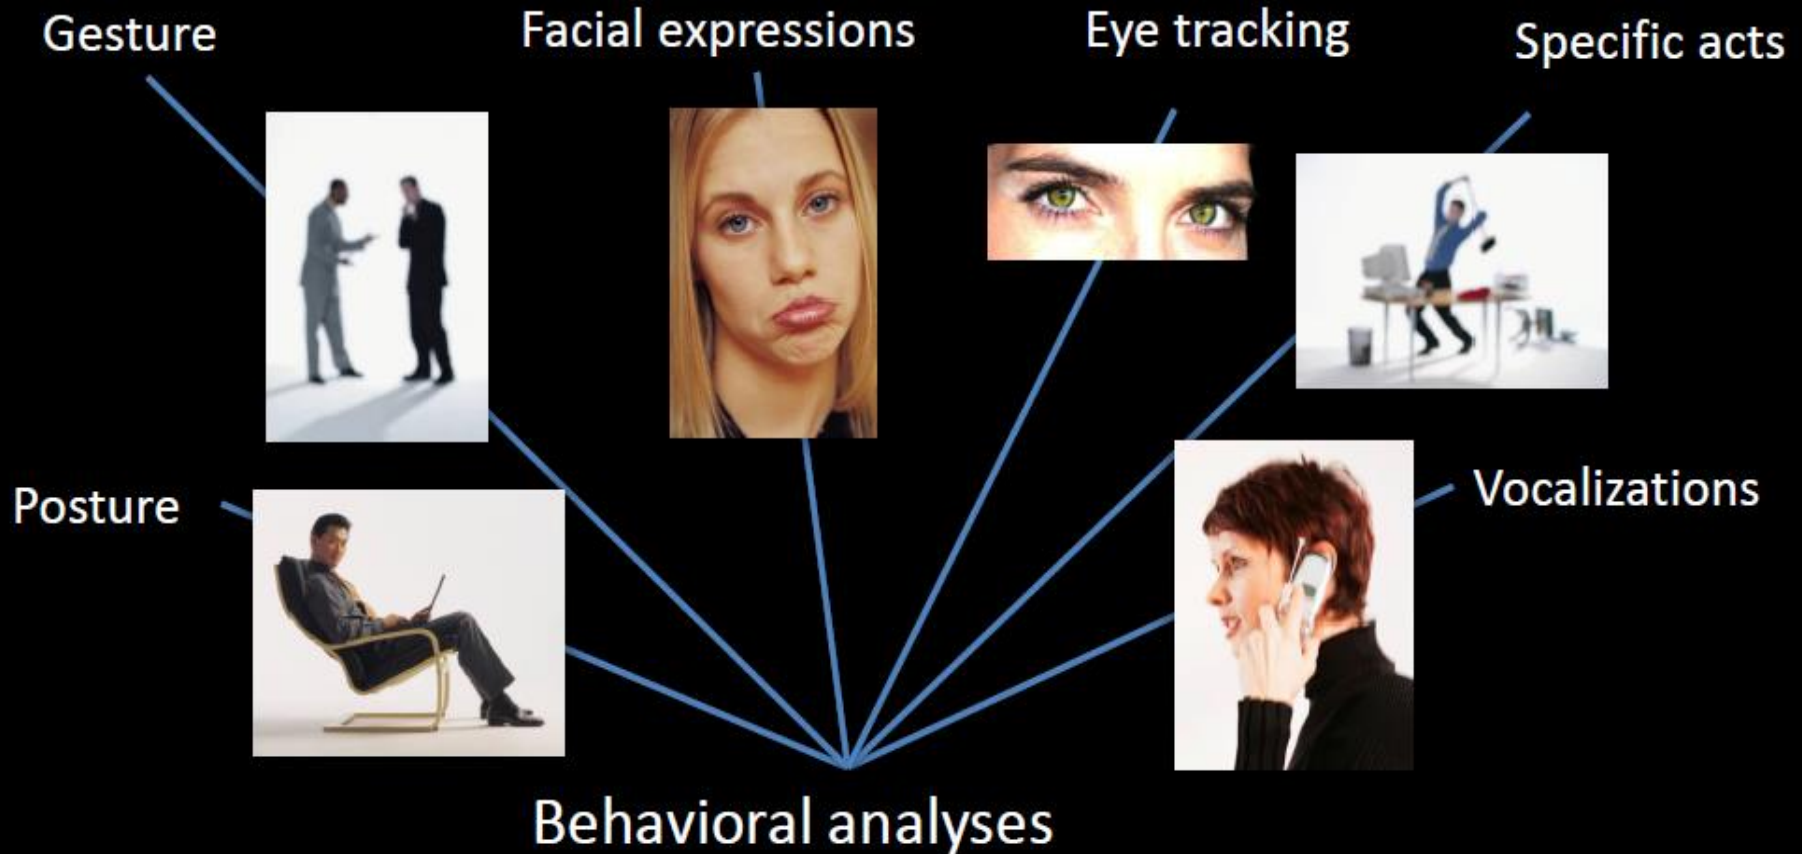 Gesture
Facial expressions
Eye tracking
Specific acts
Posture
Vocalizations
Behavioral analyses